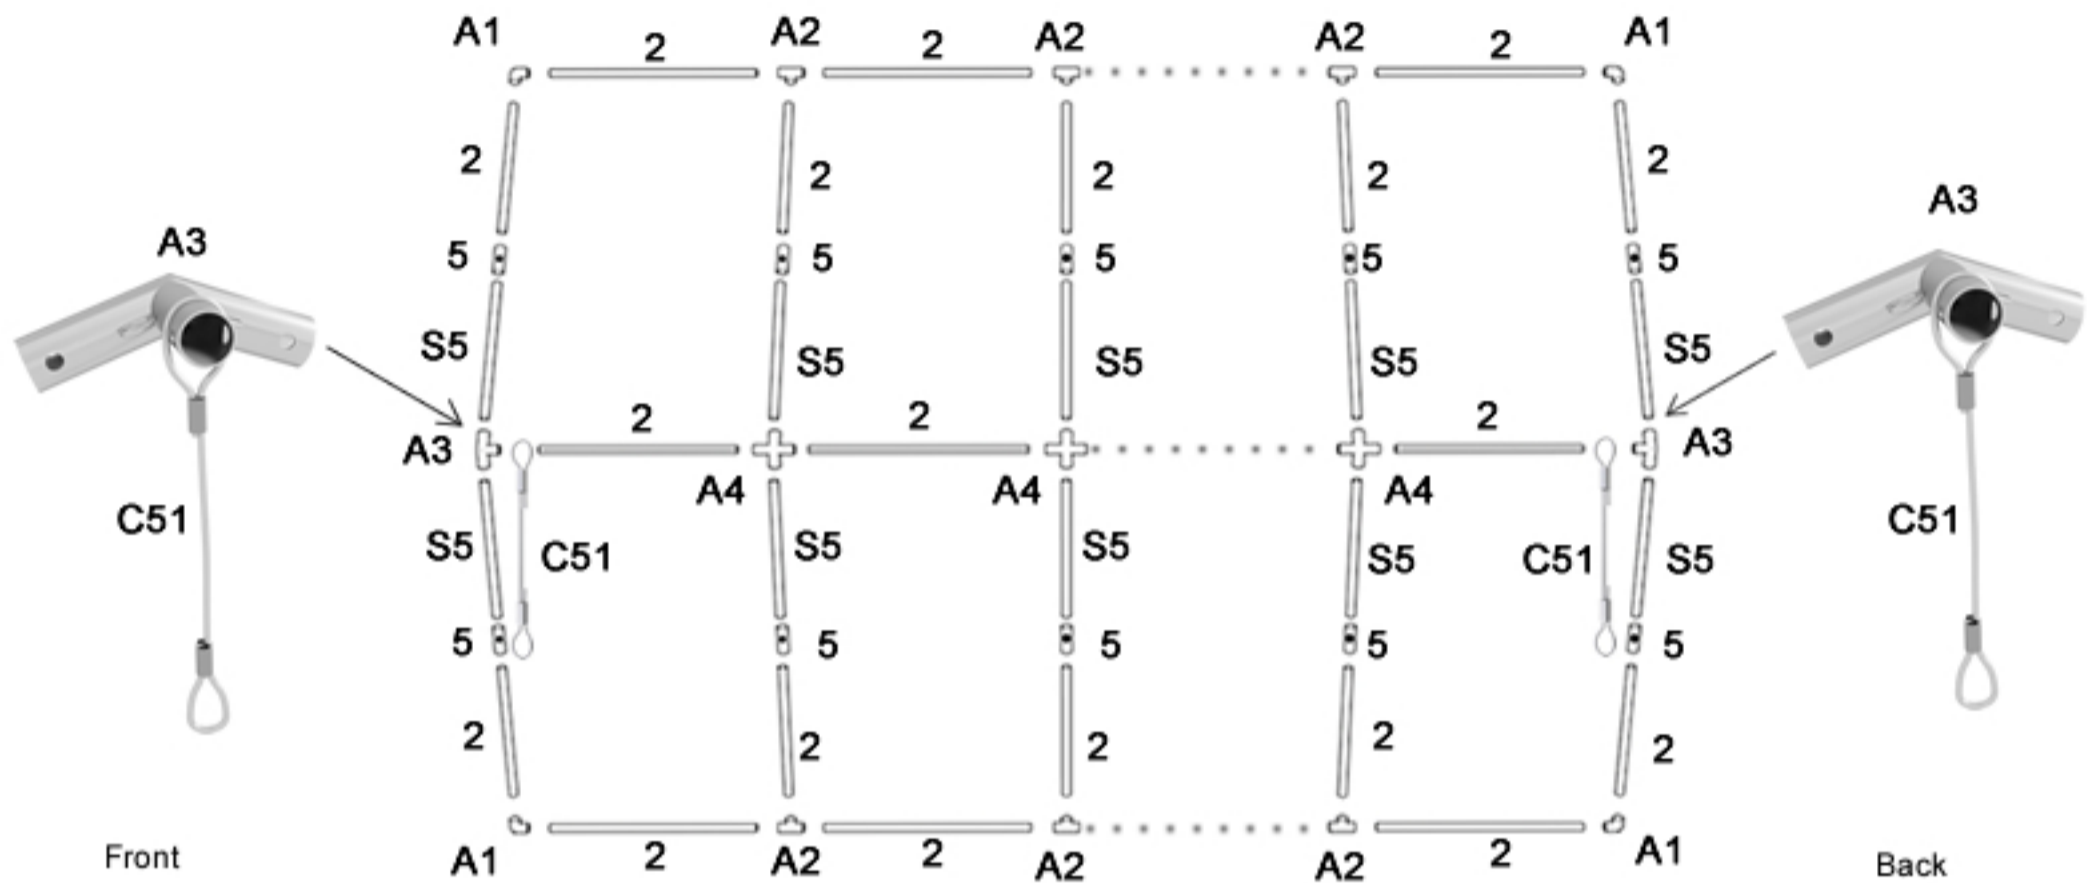 A1 2 A2 2 A2 A2 2 A1
2 2 2 2 2
A3 A3
5 5 5 5 5
S5 S5 S5 S5 S5
2 2 2
A3 A4 A4 A4 A3
C51 C51
S5 C51 S5 S5 S5 C51 S5
5 5 5 5 5
2 2 2 2 2
Front Back
A1 2 A2 2 A2 A2 2 A1